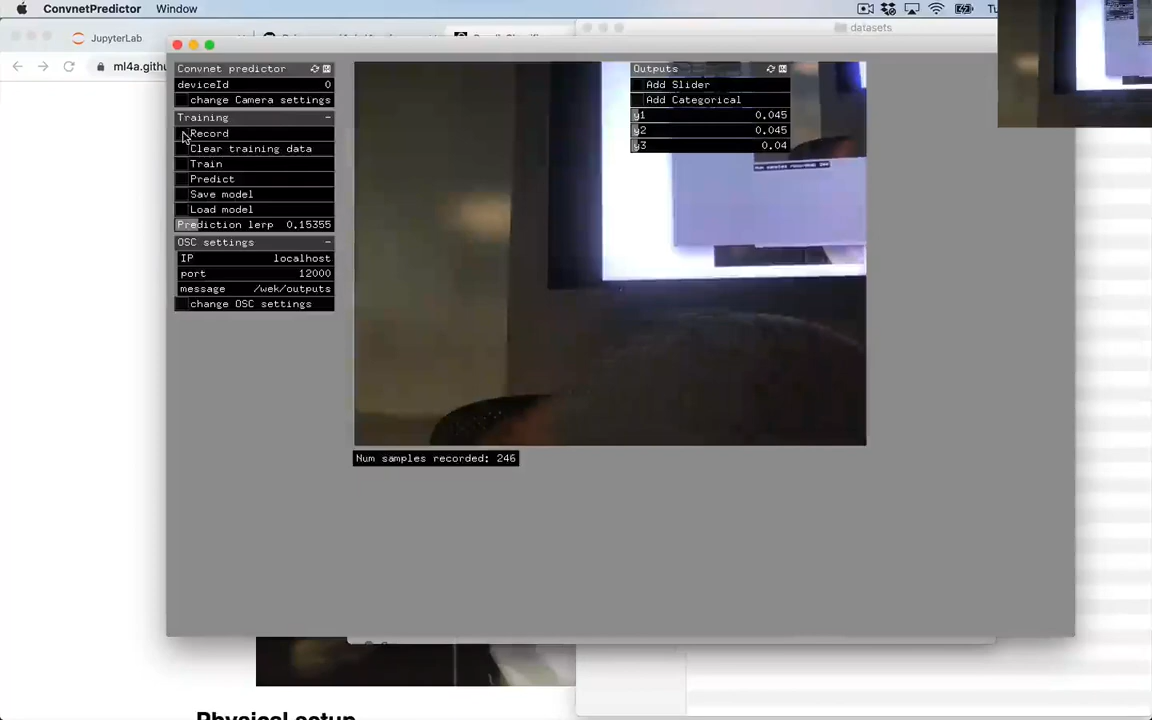 ConvnetPredictor Window
JupyterLab
datasets
ml4a.githu
Convnet predictor
deviceId 0
change Camera settings
Training
Record
Clear training data
Train
Predict
Save model
Load model
Prediction lerp 0.15355
OSC settings
IP localhost
port 12000
message /wek/outputs
change OSC settings
Outputs
Add Slider
Add Categorical
y1 0.045
y2 0.045
y3 0.04
Num samples recorded: 246
Physical setup